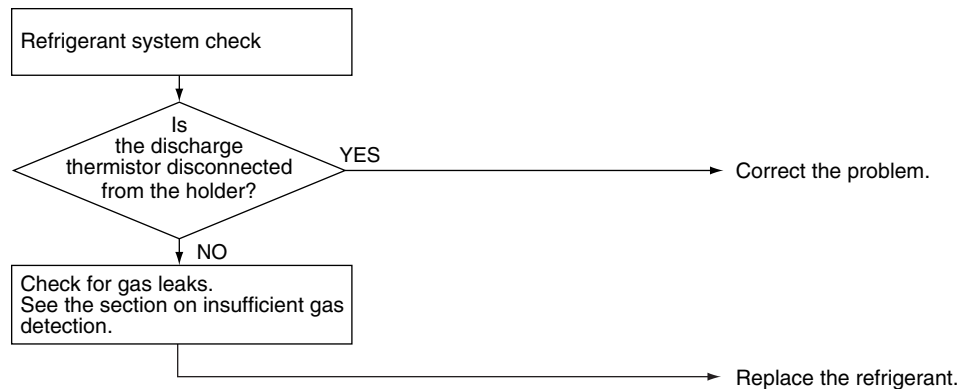 Refrigerant system check
Is
the discharge
thermistor disconnected
from the holder?
YES
Correct the problem.
NO
Check for gas leaks.
See the section on insufficient gas
detection.
Replace the refrigerant.